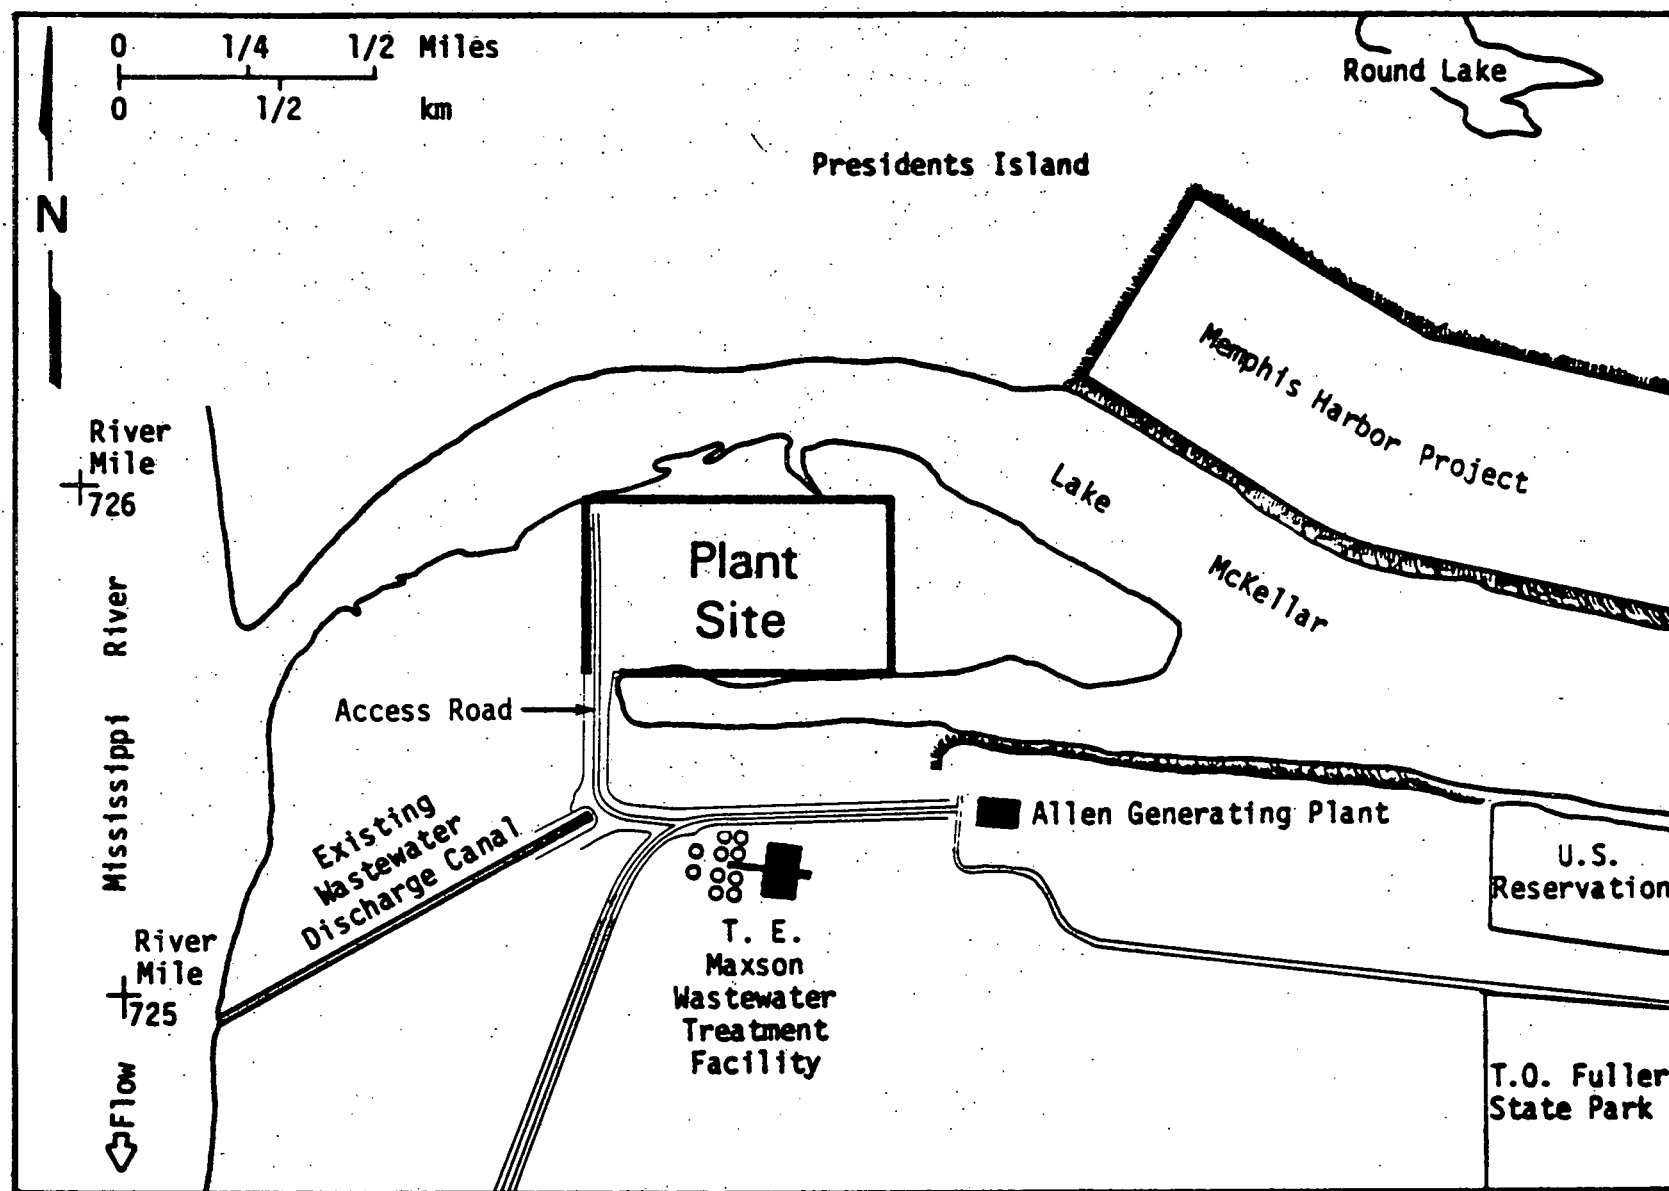 0 1/4 1/2 Miles
0 1/2 km
Round Lake
Presidents Island
N
Memphis Harbor Project
River
Mile
726
Lake
McKellar
Plant
Site
Mississippi River
Access Road
Existing
Wastewater
Discharge Canal
Allen Generating Plant
U.S.
Reservation
River
Mile
725
T. E.
Maxson
Wastewater
Treatment
Facility
Flow
T.O. Fuller
State Park